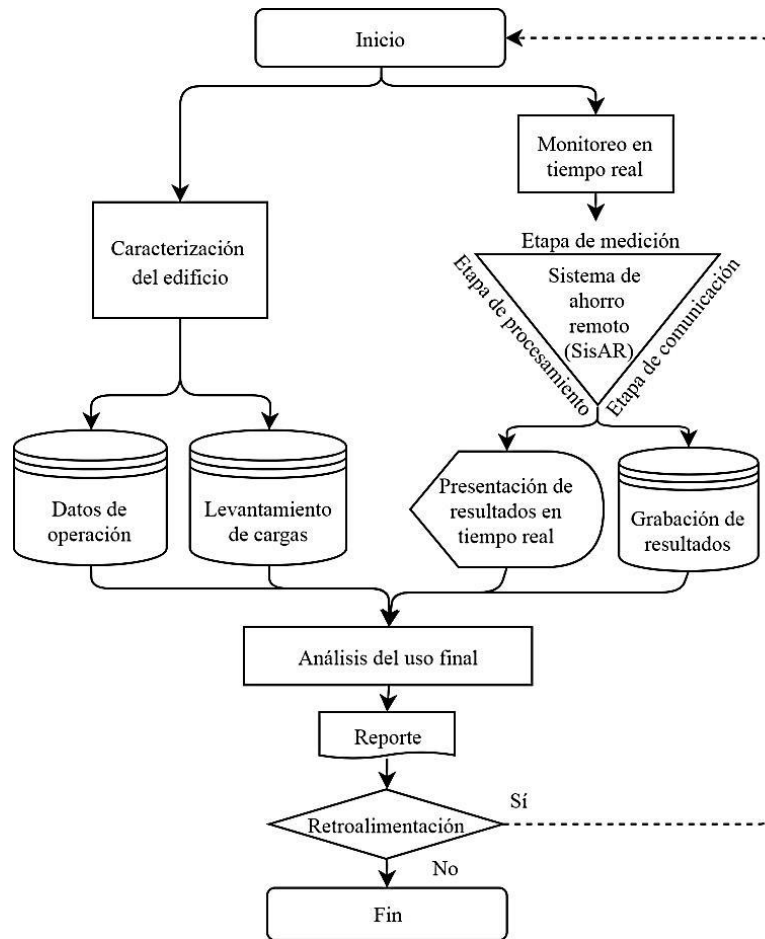 Inicio
Monitoreo en
tiempo real
Caracterización
del edificio
Etapa de medición
Etapa de procesamiento
Sistema de
ahorro
remoto
(SisAR)
Etapa de comunicación
Datos de
operación
Levantamiento
de cargas
Presentación de
resultados en
tiempo real
Grabación de
resultados
Análisis del uso final
Reporte
Retroalimentación
Sí
No
Fin